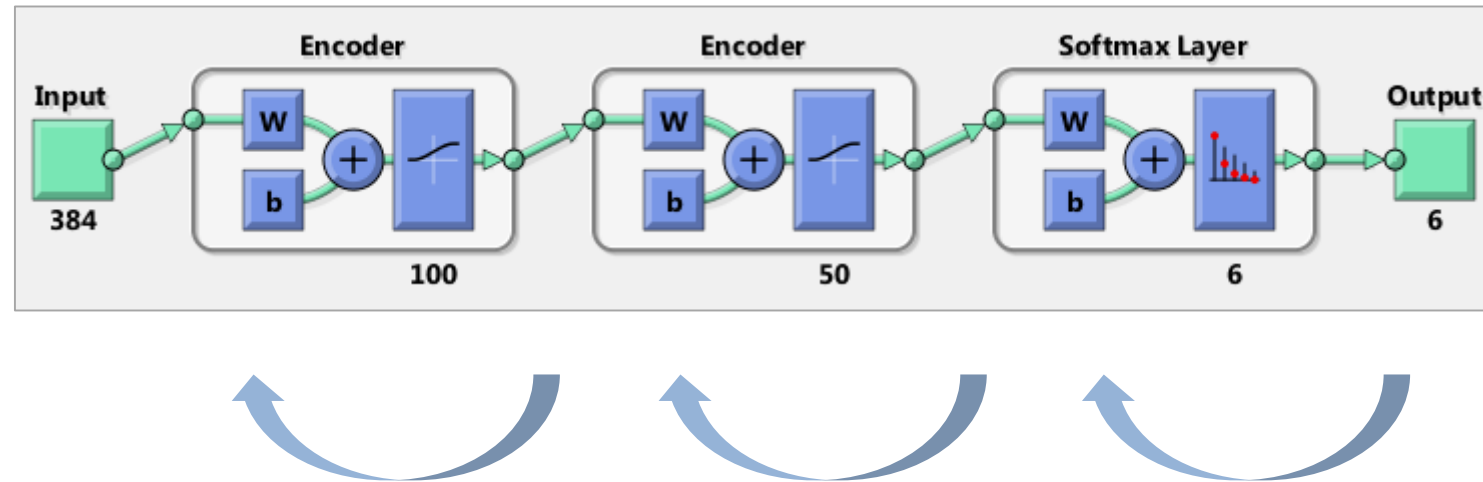 Encoder
Encoder
Softmax Layer
Input
Output
W
W
W
b
b
b
384
6
100
50
6